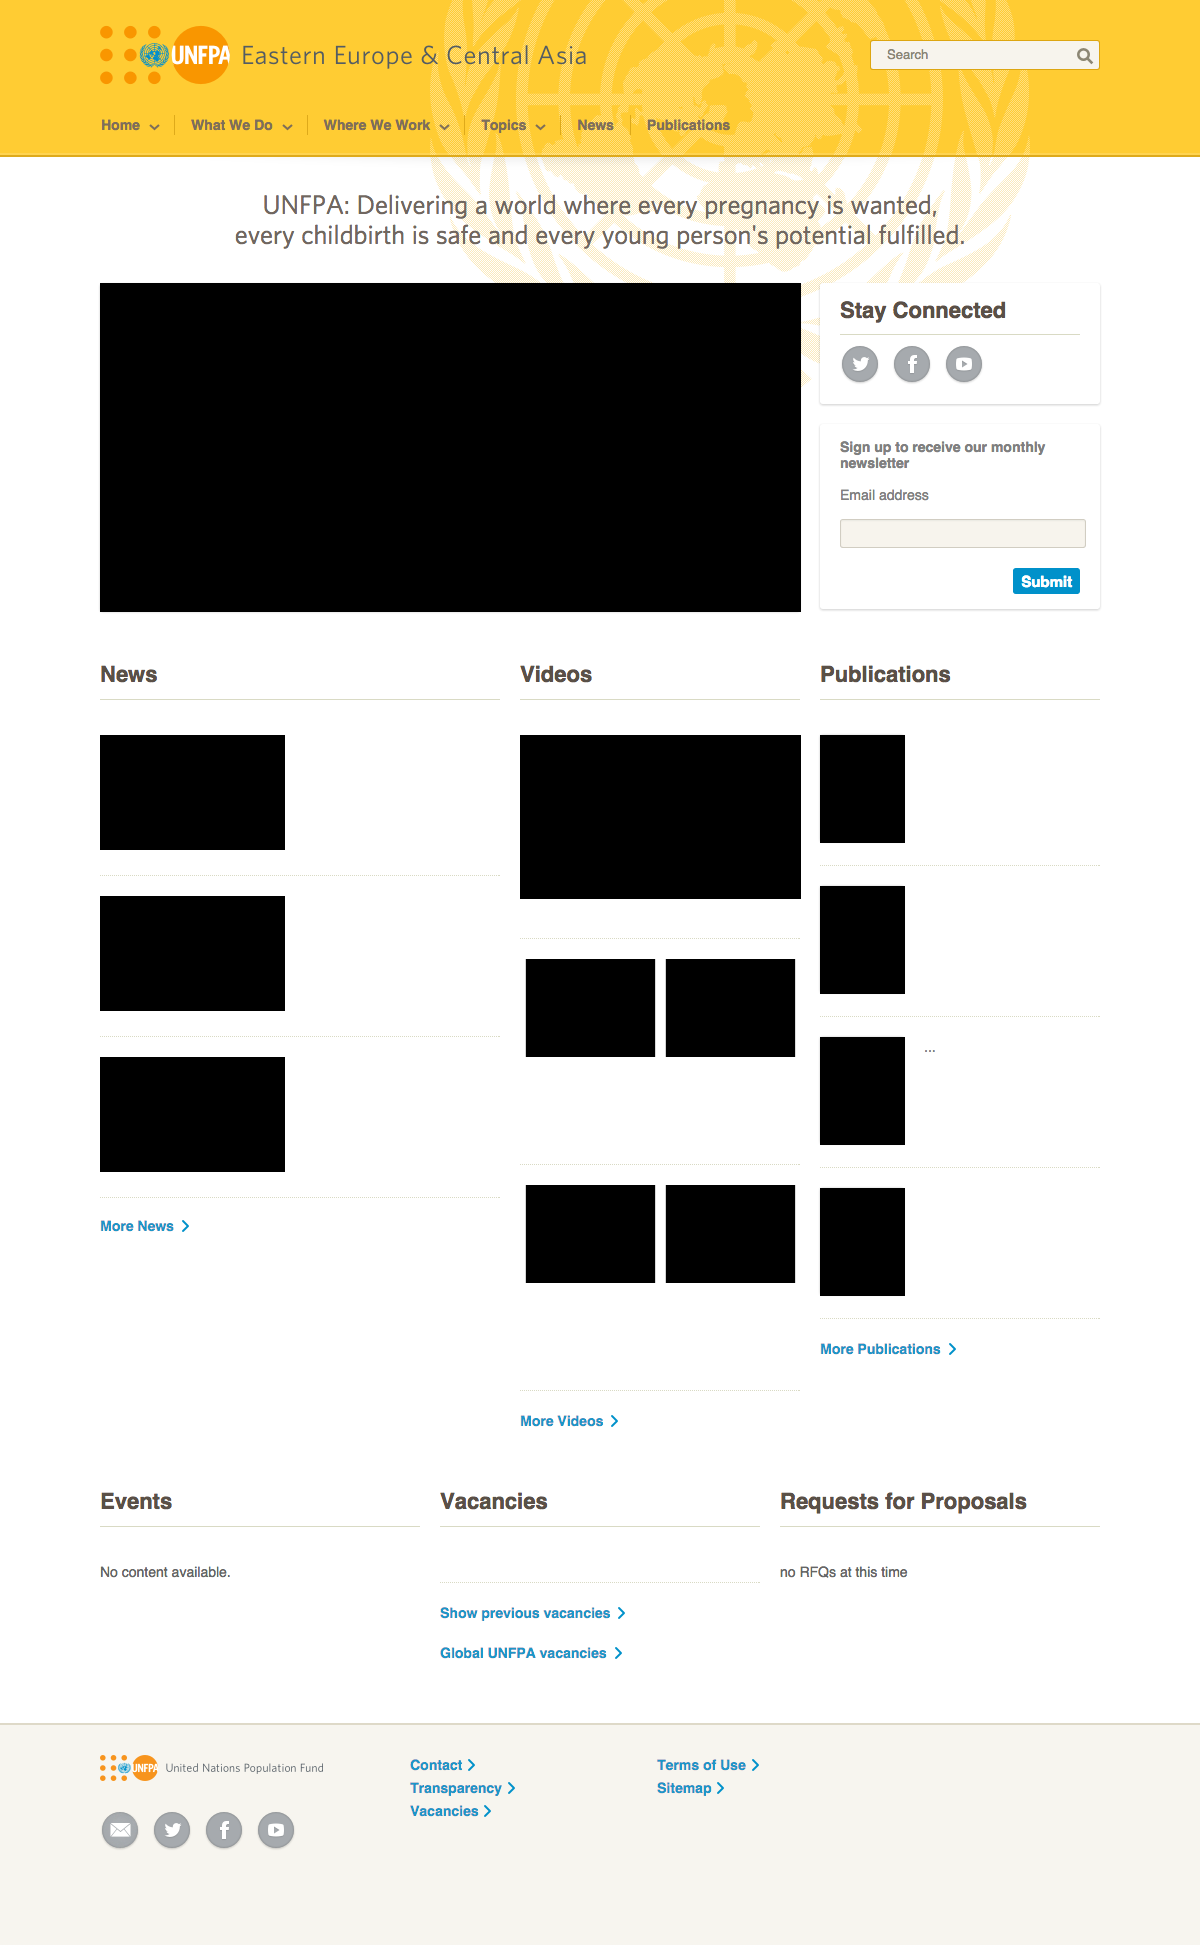 UNFPA Eastern Europe & Central Asia
Search
Home
What We Do
Where We Work
Topics
News
Publications
UNFPA: Delivering a world where every pregnancy is wanted,
every childbirth is safe and every young person's potential fulfilled.
Stay Connected
Sign up to receive our monthly
newsletter
Email address
Submit
News
More News
Videos
More Videos
Publications
...
More Publications
Events
No content available.
Vacancies
Show previous vacancies
Global UNFPA vacancies
Requests for Proposals
no RFQs at this time
UNFPA United Nations Population Fund
Contact
Transparency
Vacancies
Terms of Use
Sitemap